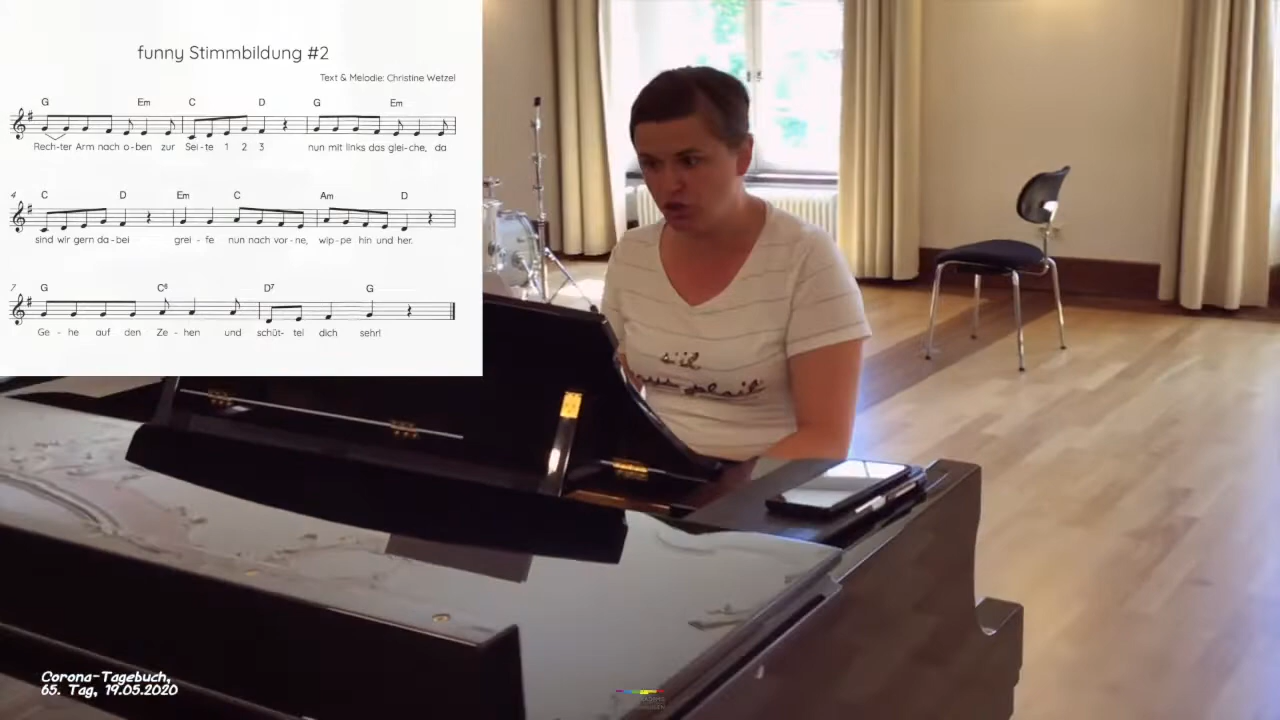 funny Stimmbildung #2
Text & Melodie: Christine Wetzel
G Em C D G Em
Rech-ter Arm nach o-ben zur Sei-te 1 2 3 nun mit links das glei-che, da
4 C D Em C Am D
sind wir gern da-bei grei-fe nun nach vor-ne, wip-pe hin und her.
7 G C⁶ D⁷ G
Ge-he auf den Ze-hen und schüt-tel dich sehr!
Corona-Tagebuch,
65. Tag, 19.05.2020